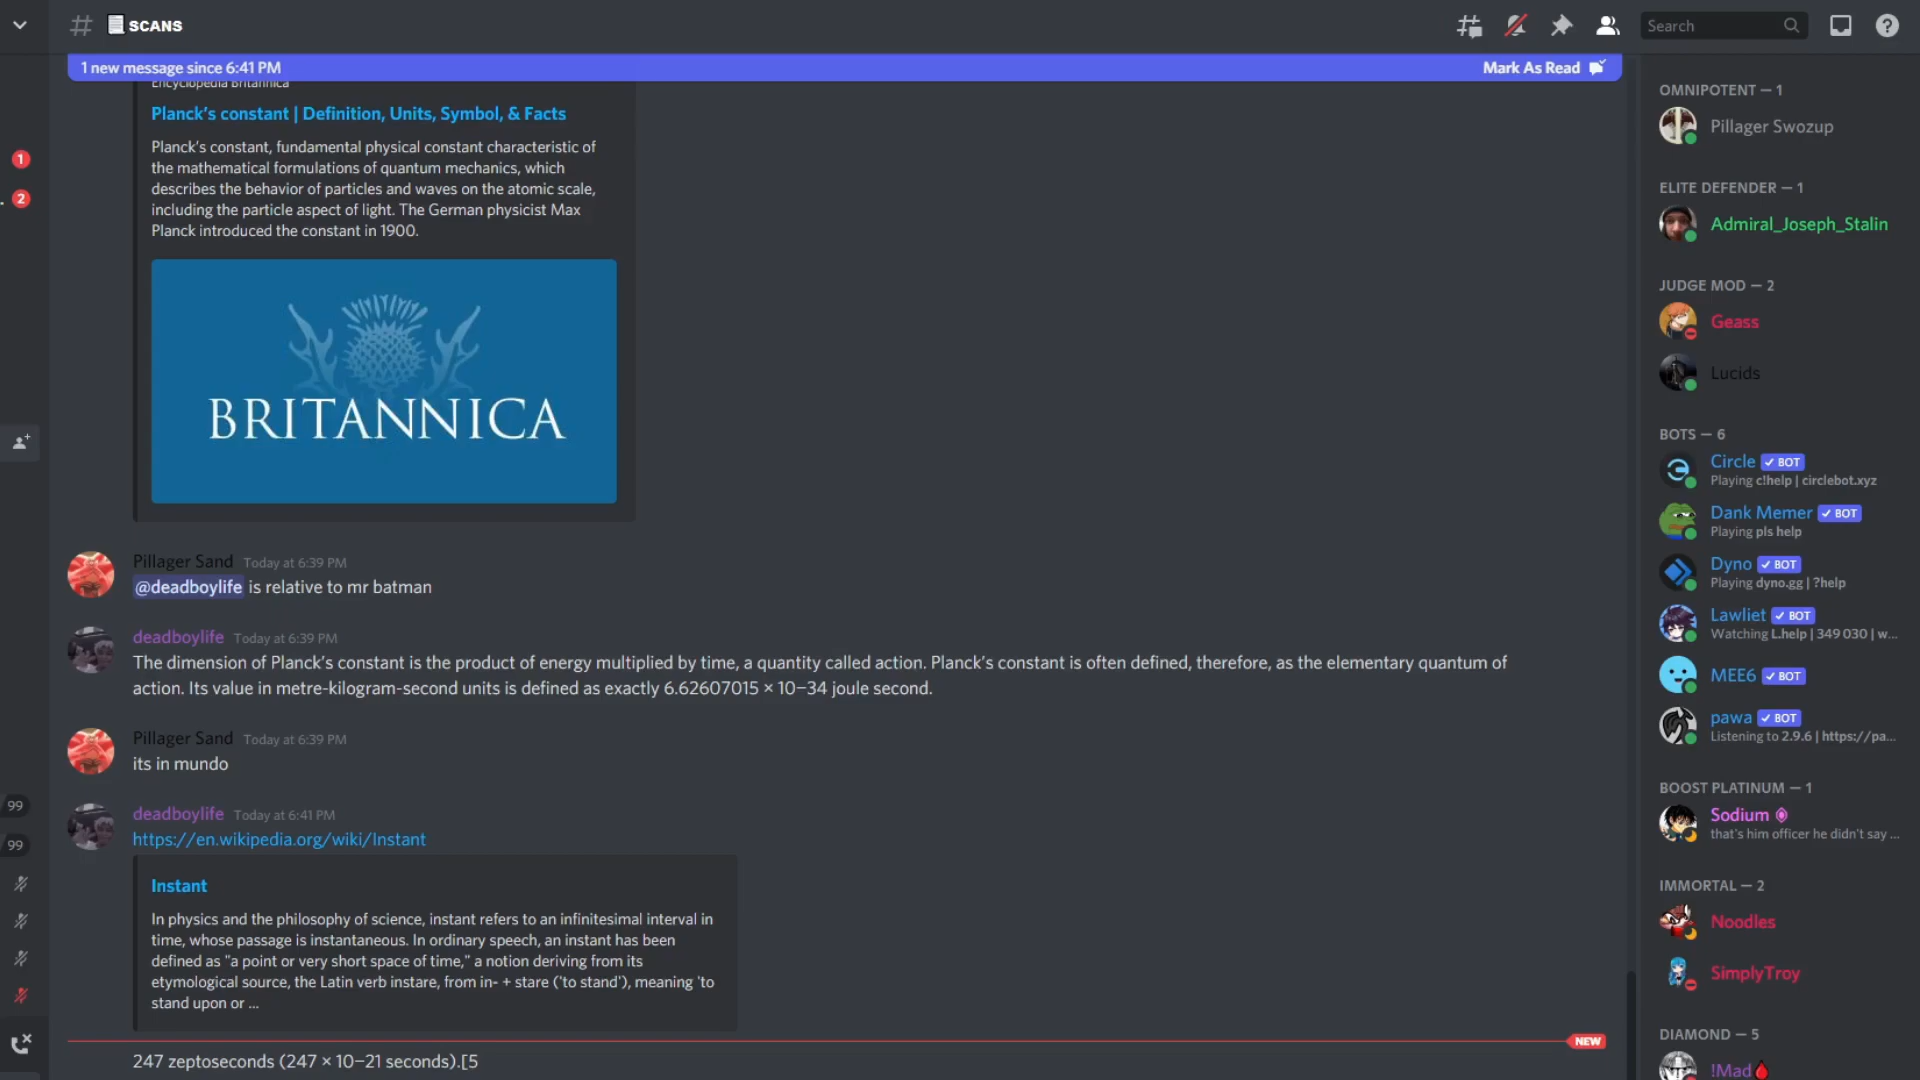 SCANS
Search
1 new message since 6:41 PM
Mark As Read
Encyclopedia Britannica
Planck's constant | Definition, Units, Symbol, & Facts
Planck's constant, fundamental physical constant characteristic of
the mathematical formulations of quantum mechanics, which
describes the behavior of particles and waves on the atomic scale,
including the particle aspect of light. The German physicist Max
Planck introduced the constant in 1900.
BRITANNICA
Pillager Sand Today at 6:39 PM
@deadboylife is relative to mr batman
deadboylife Today at 6:39 PM
The dimension of Planck's constant is the product of energy multiplied by time, a quantity called action. Planck's constant is often defined, therefore, as the elementary quantum of
action. Its value in metre-kilogram-second units is defined as exactly 6.62607015 × 10−34 joule second.
Pillager Sand Today at 6:39 PM
its in mundo
deadboylife Today at 6:41 PM
https://en.wikipedia.org/wiki/Instant
Instant
In physics and the philosophy of science, instant refers to an infinitesimal interval in
time, whose passage is instantaneous. In ordinary speech, an instant has been
defined as "a point or very short space of time," a notion deriving from its
etymological source, the Latin verb instare, from in- + stare ('to stand'), meaning 'to
stand upon or ...
NEW
247 zeptoseconds (247 × 10−21 seconds).[5
1
2
99
99
OMNIPOTENT — 1
Pillager Swozup
ELITE DEFENDER — 1
Admiral_Joseph_Stalin
JUDGE MOD — 2
Geass
Lucids
BOTS — 6
Circle BOT
Playing c!help | circlebot.xyz
Dank Memer BOT
Playing pls help
Dyno BOT
Playing dyno.gg | ?help
Lawliet BOT
Watching L.help | 349 030 | w...
MEE6 BOT
pawa BOT
Listening to 2.9.6 | https://pa...
BOOST PLATINUM — 1
Sodium
that's him officer he didn't say ...
IMMORTAL — 2
Noodles
SimplyTroy
DIAMOND — 5
!Mad